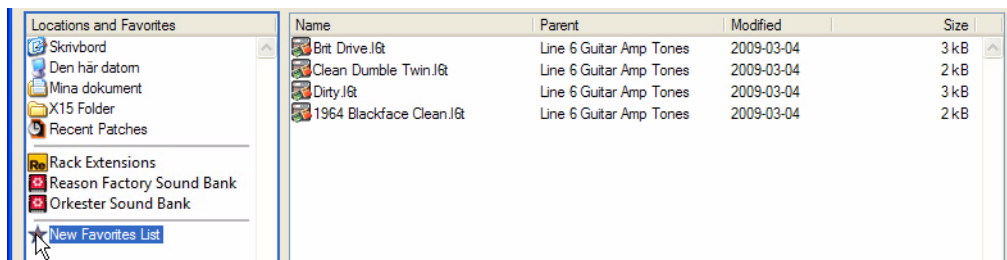 Locations and Favorites
Skrivbord
Den här datorn
Mina dokument
X15 Folder
Recent Patches
Re Rack Extensions
Reason Factory Sound Bank
Orkester Sound Bank
New Favorites List
Name Parent Modified Size
Brit Drive.l6t Line 6 Guitar Amp Tones 2009-03-04 3 kB
Clean Dumble Twin.l6t Line 6 Guitar Amp Tones 2009-03-04 2 kB
Dirty.l6t Line 6 Guitar Amp Tones 2009-03-04 3 kB
1964 Blackface Clean.l6t Line 6 Guitar Amp Tones 2009-03-04 2 kB